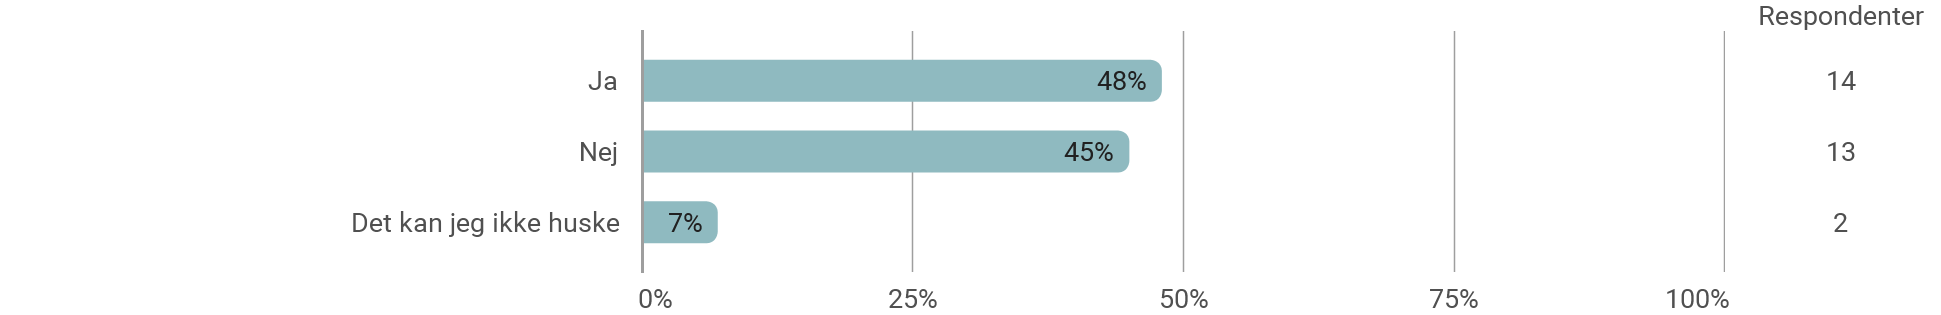 Respondenter
Ja 48% 14
Nej 45% 13
Det kan jeg ikke huske 7% 2
0% 25% 50% 75% 100%